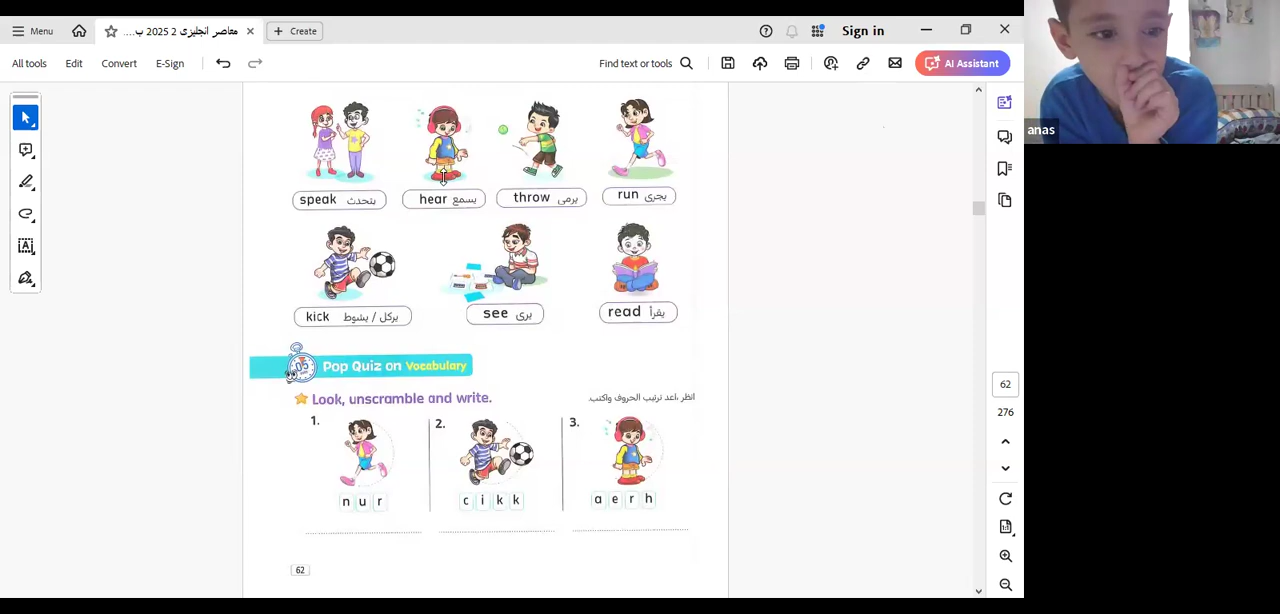 Menu
معاصر انجليزى 2 2025 ب...
Create
Sign in
All tools
Edit
Convert
E-Sign
Find text or tools
AI Assistant
anas
speak يتحدث
hear يسمع
throw يرمى
run يجرى
kick يركل / يشوط
see يرى
read يقرأ
05
Pop Quiz on Vocabulary
Look, unscramble and write.
انظر ،اعد ترتيب الحروف واكتب.
1.
2.
3.
n u r
c i k k
a e r h
62
62
276